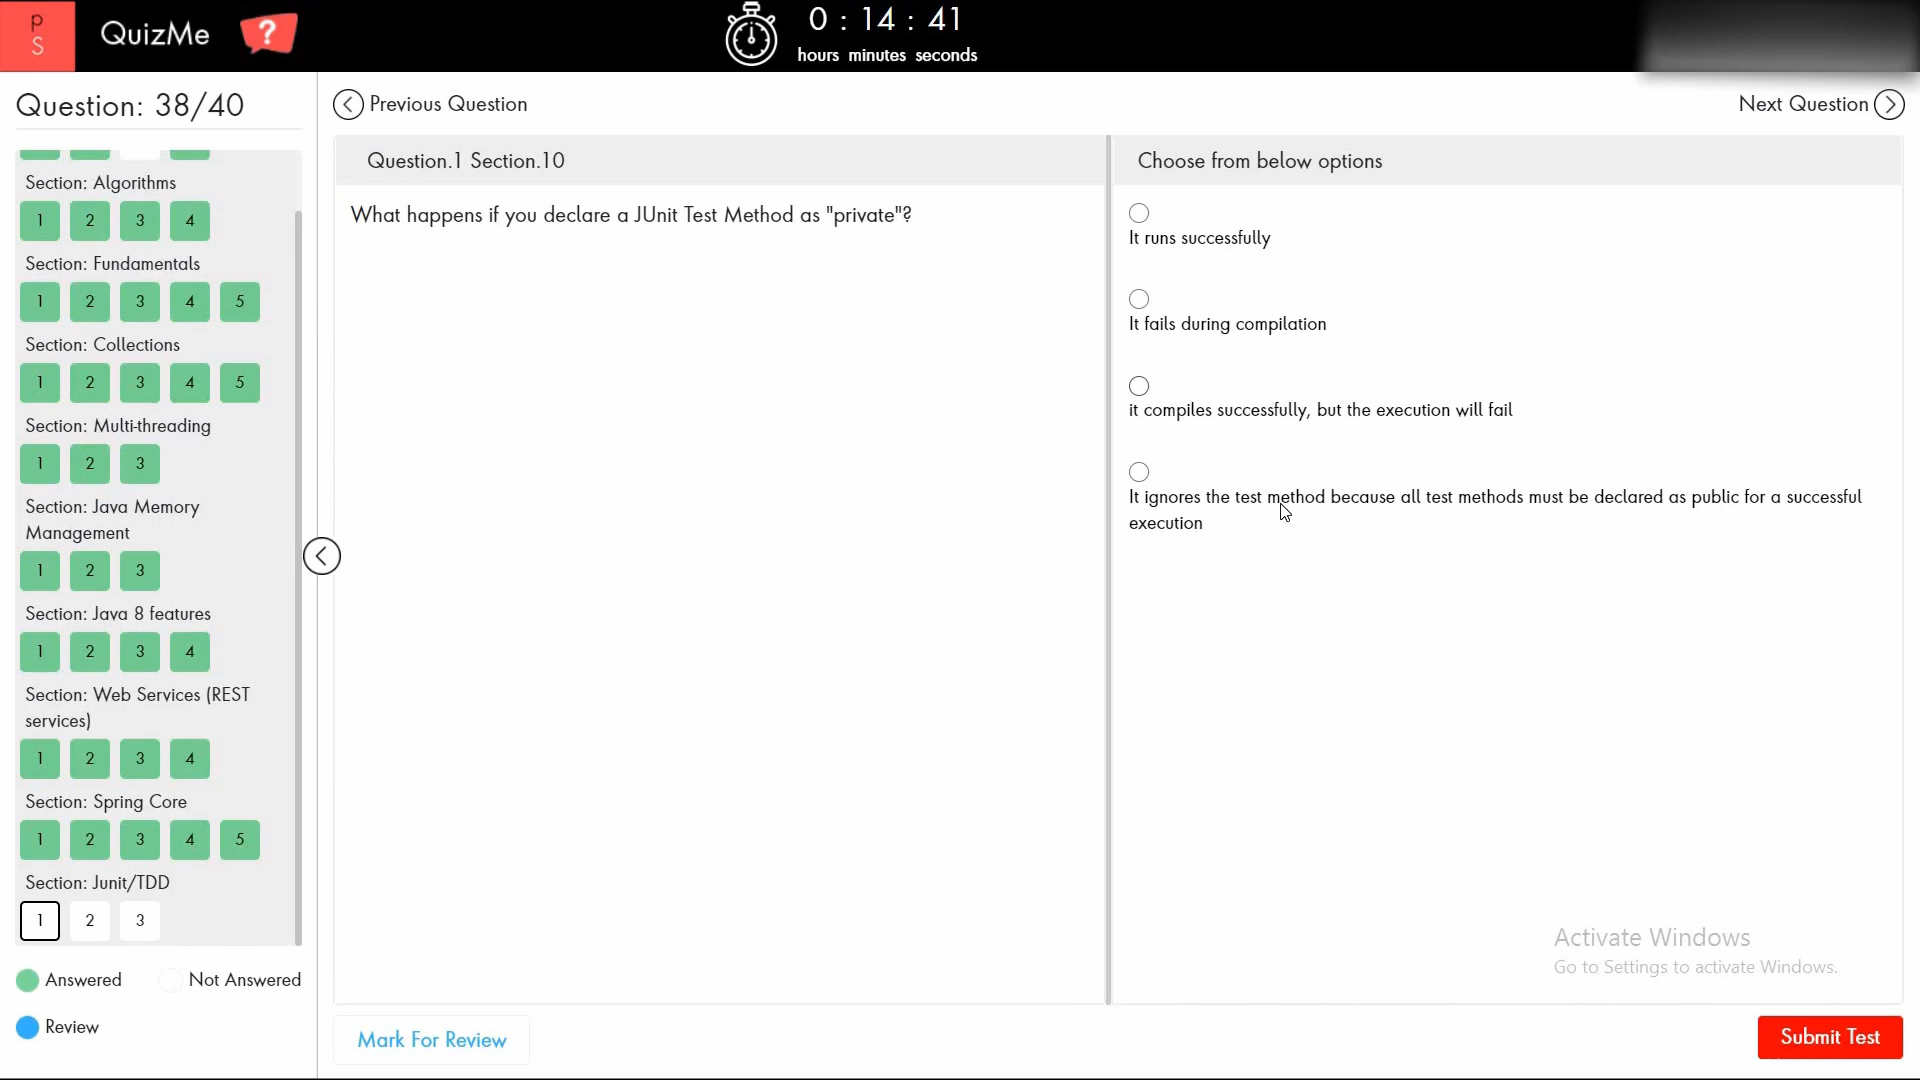 p
S
QuizMe
?
0 : 14 : 41
hours minutes seconds
Question: 38/40
Previous Question
Next Question
Section: Algorithms
1 2 3 4
Section: Fundamentals
1 2 3 4 5
Section: Collections
1 2 3 4 5
Section: Multi-threading
1 2 3
Section: Java Memory
Management
1 2 3
Section: Java 8 features
1 2 3 4
Section: Web Services (REST
services)
1 2 3 4
Section: Spring Core
1 2 3 4 5
Section: Junit/TDD
1 2 3
Answered
Not Answered
Review
Question.1 Section.10
What happens if you declare a JUnit Test Method as "private"?
Choose from below options
It runs successfully
It fails during compilation
it compiles successfully, but the execution will fail
It ignores the test method because all test methods must be declared as public for a successful
execution
Activate Windows
Go to Settings to activate Windows.
Mark For Review
Submit Test